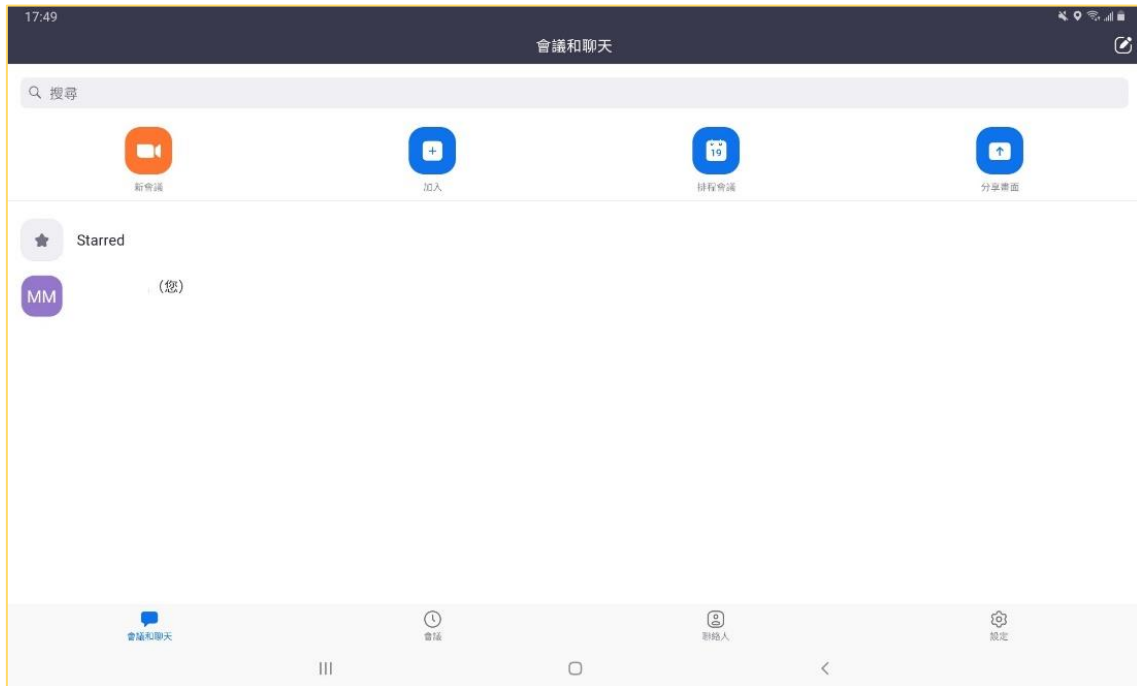 17:49
會議和聊天
搜尋
新會議
加入
19
排程會議
分享畫面
Starred
MM
(您)
會議和聊天
會議
聯絡人
設定